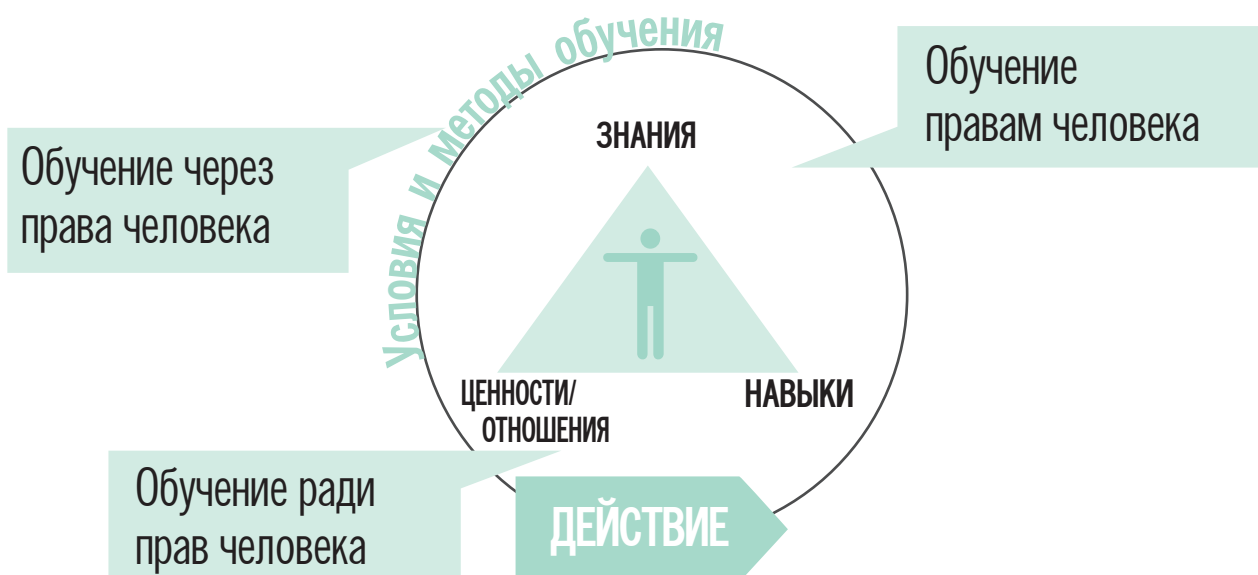 Условия и методы обучения
Обучение
правам человека
ЗНАНИЯ
Обучение через
права человека
ЦЕННОСТИ/
ОТНОШЕНИЯ
НАВЫКИ
Обучение ради
прав человека
ДЕЙСТВИЕ